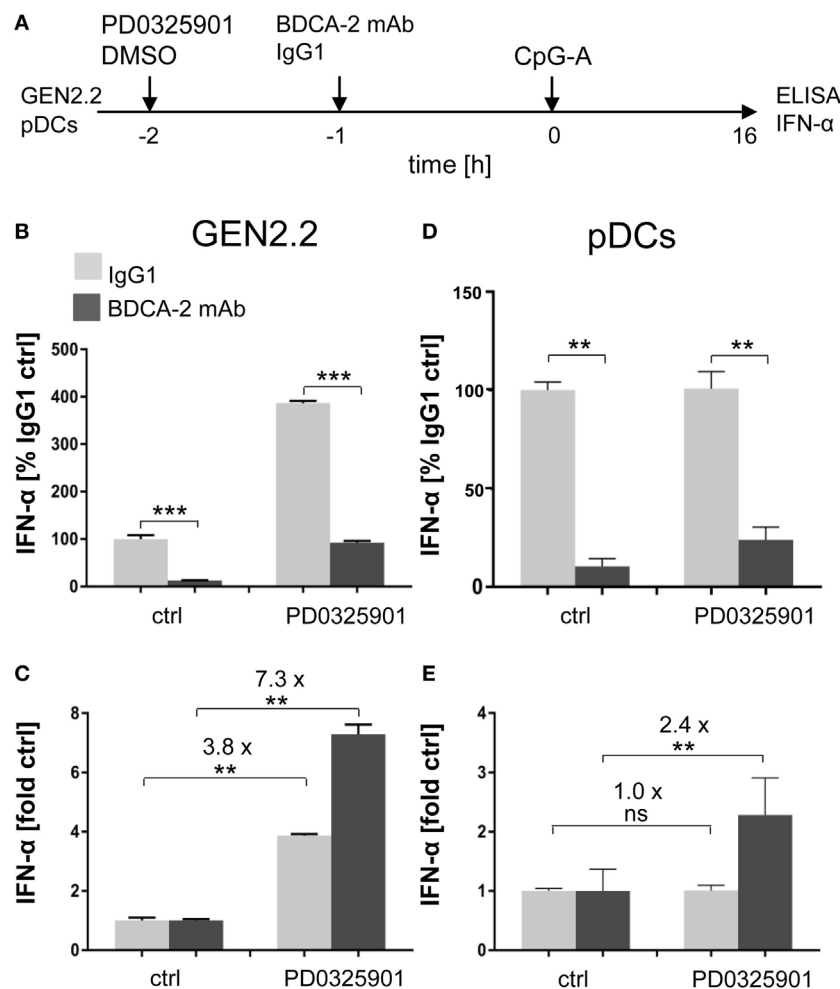 A
PD0325901
DMSO
BDCA-2 mAb
IgG1
CpG-A
GEN2.2
pDCs
ELISA
IFN-α
-2
-1
0
16
time [h]
B
GEN2.2
IgG1
BDCA-2 mAb
IFN-α [% IgG1 ctrl]
500
400
300
200
100
0
***
***
ctrl
PD0325901
D
pDCs
IFN-α [% IgG1 ctrl]
150
100
50
0
**
**
ctrl
PD0325901
C
IFN-α [fold ctrl]
8
6
4
2
0
7.3 x
**
3.8 x
**
ctrl
PD0325901
E
IFN-α [fold ctrl]
4
3
2
1
0
2.4 x
**
1.0 x
ns
ctrl
PD0325901